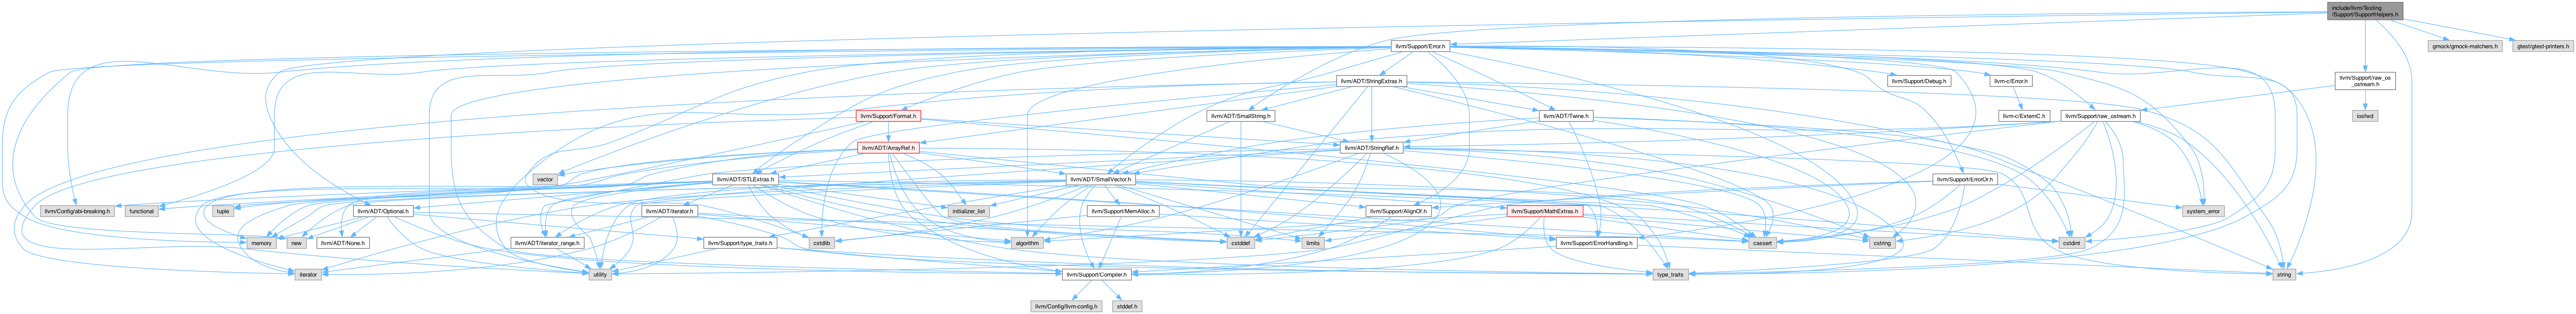 include/llvm/Testing
/Support/SupportHelpers.h
llvm/Support/Error.h
gmock/gmock-matchers.h
gtest/gtest-printers.h
llvm/ADT/StringExtras.h
llvm/Support/Debug.h
llvm-c/Error.h
llvm/Support/raw_os
_ostream.h
llvm/Support/Format.h
llvm/ADT/SmallString.h
llvm/ADT/Twine.h
llvm-c/ExternC.h
llvm/Support/raw_ostream.h
iosfwd
llvm/ADT/ArrayRef.h
llvm/ADT/StringRef.h
vector
llvm/ADT/STLExtras.h
llvm/ADT/SmallVector.h
llvm/Support/ErrorOr.h
llvm/Config/abi-breaking.h
functional
tuple
llvm/ADT/Optional.h
llvm/ADT/iterator.h
initializer_list
llvm/Support/MemAlloc.h
llvm/Support/AlignOf.h
llvm/Support/MathExtras.h
system_error
memory
new
llvm/ADT/None.h
llvm/ADT/iterator_range.h
llvm/Support/type_traits.h
cstdlib
algorithm
cstddef
limits
llvm/Support/ErrorHandling.h
cassert
cstring
cstdint
iterator
utility
llvm/Support/Compiler.h
type_traits
string
llvm/Config/llvm-config.h
stddef.h